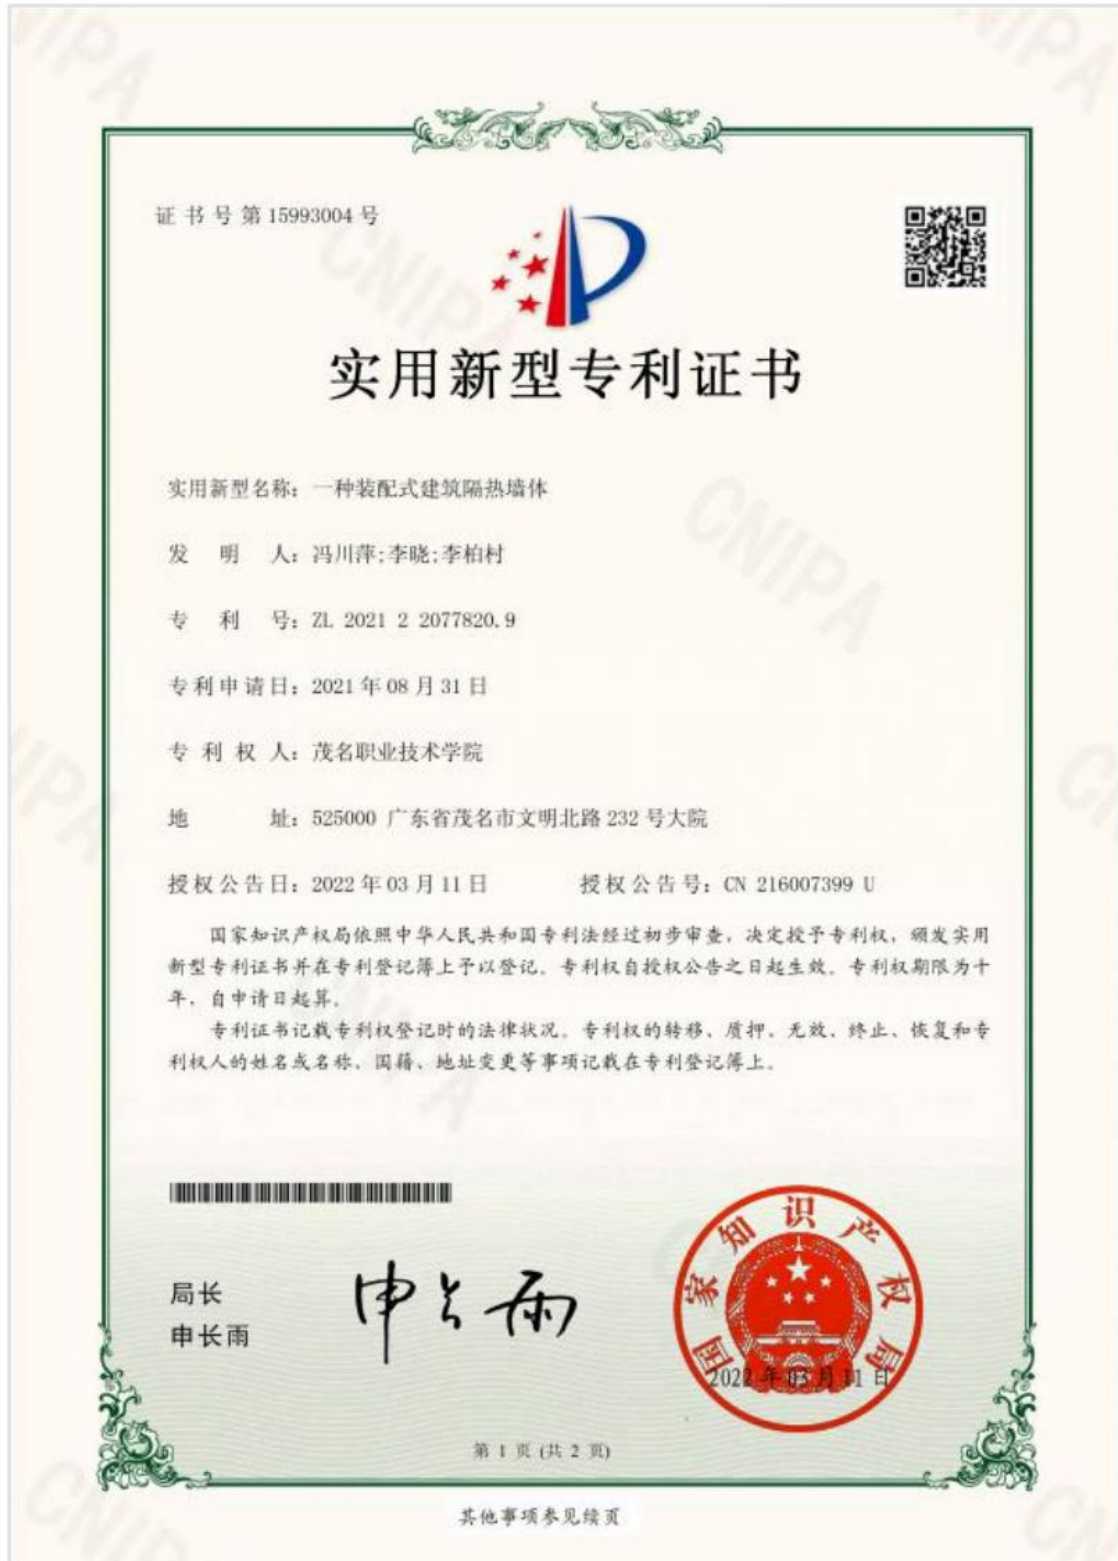 证书号第15993004号
实用新型专利证书
实用新型名称：一种装配式建筑隔热墙体
发明人：冯川萍;李晓;李柏村
专利号：ZL 2021 2 2077820.9
专利申请日：2021年08月31日
专利权人：茂名职业技术学院
地址：525000 广东省茂名市文明北路232号大院
授权公告日：2022年03月11日 授权公告号：CN 216007399 U
国家知识产权局依照中华人民共和国专利法经过初步审查，决定授予专利权，颁发实用
新型专利证书并在专利登记簿上予以登记。专利权自授权公告之日起生效。专利权期限为十
年，自申请日起算。
专利证书记载专利权登记时的法律状况。专利权的转移、质押、无效、终止、恢复和专
利权人的姓名或名称、国籍、地址变更等事项记载在专利登记簿上。
局长
申长雨
申长雨
国家知识产权局
2022年03月11日
第 1 页 (共 2 页)
其他事项参见续页
CNIPA
CNIPA
CNIPA
CNIPA